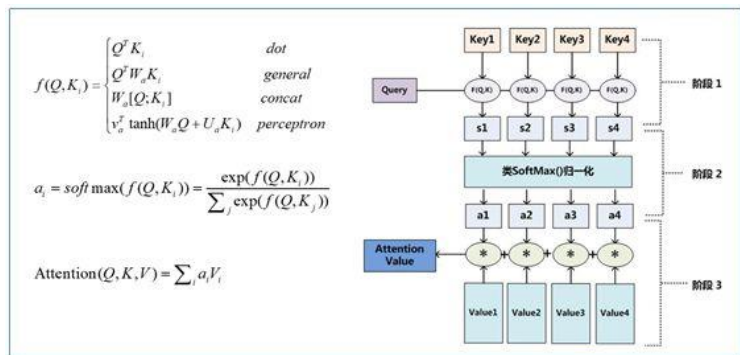 f(Q,K_i) = { Q^T K_i dot
Q^T W_a K_i general
W_a[Q;K_i] concat
v_a^T tanh(W_a Q + U_a K_i) perceptron
a_i = soft max(f(Q,K_i)) = exp(f(Q,K_i)) / ∑_j exp(f(Q,K_j))
Attention(Q,K,V) = ∑_i a_i V_i
Key1 Key2 Key3 Key4
阶段 1
Query
F(Q,K) F(Q,K) F(Q,K) F(Q,K)
s1 s2 s3 s4
类SoftMax()归一化
阶段 2
a1 a2 a3 a4
Attention
Value
* + * + * + *
阶段 3
Value1 Value2 Value3 Value4